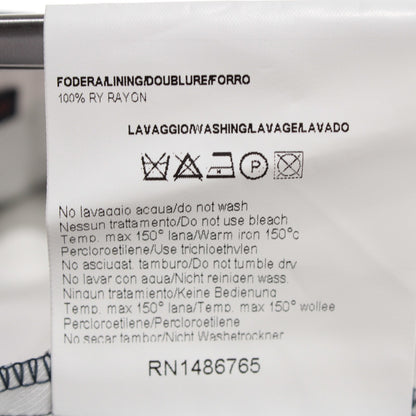 FODERA/LINING/DOUBLURE/FORRO
100% RY RAYON
LAVAGGIO/WASHING/LAVAGE/LAVADO
P
No lavaggio acqua/do not wash
Nessun trattamento/Do not use bleach
Temp. max 150° lana/Warm iron 150°c
Percloroetilene/Use trichloethylen
No asciugat. tamburo/Do not tumble dry
No lavar con aqua/Nicht reinigen wass.
Ningun tratamiento/Keine Bedienung
Temp. max 150° lana/Temp. max 150° wollee
Percloroetilene/Percloroetilene
No secar tambor/Nicht Washetrockner
RN1486765